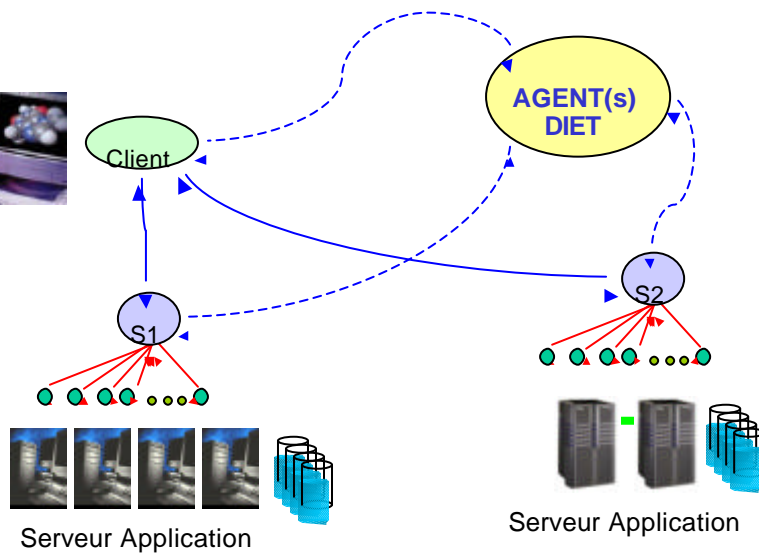 AGENT(s)
DIET
Client
S2
S1
Serveur Application
Serveur Application